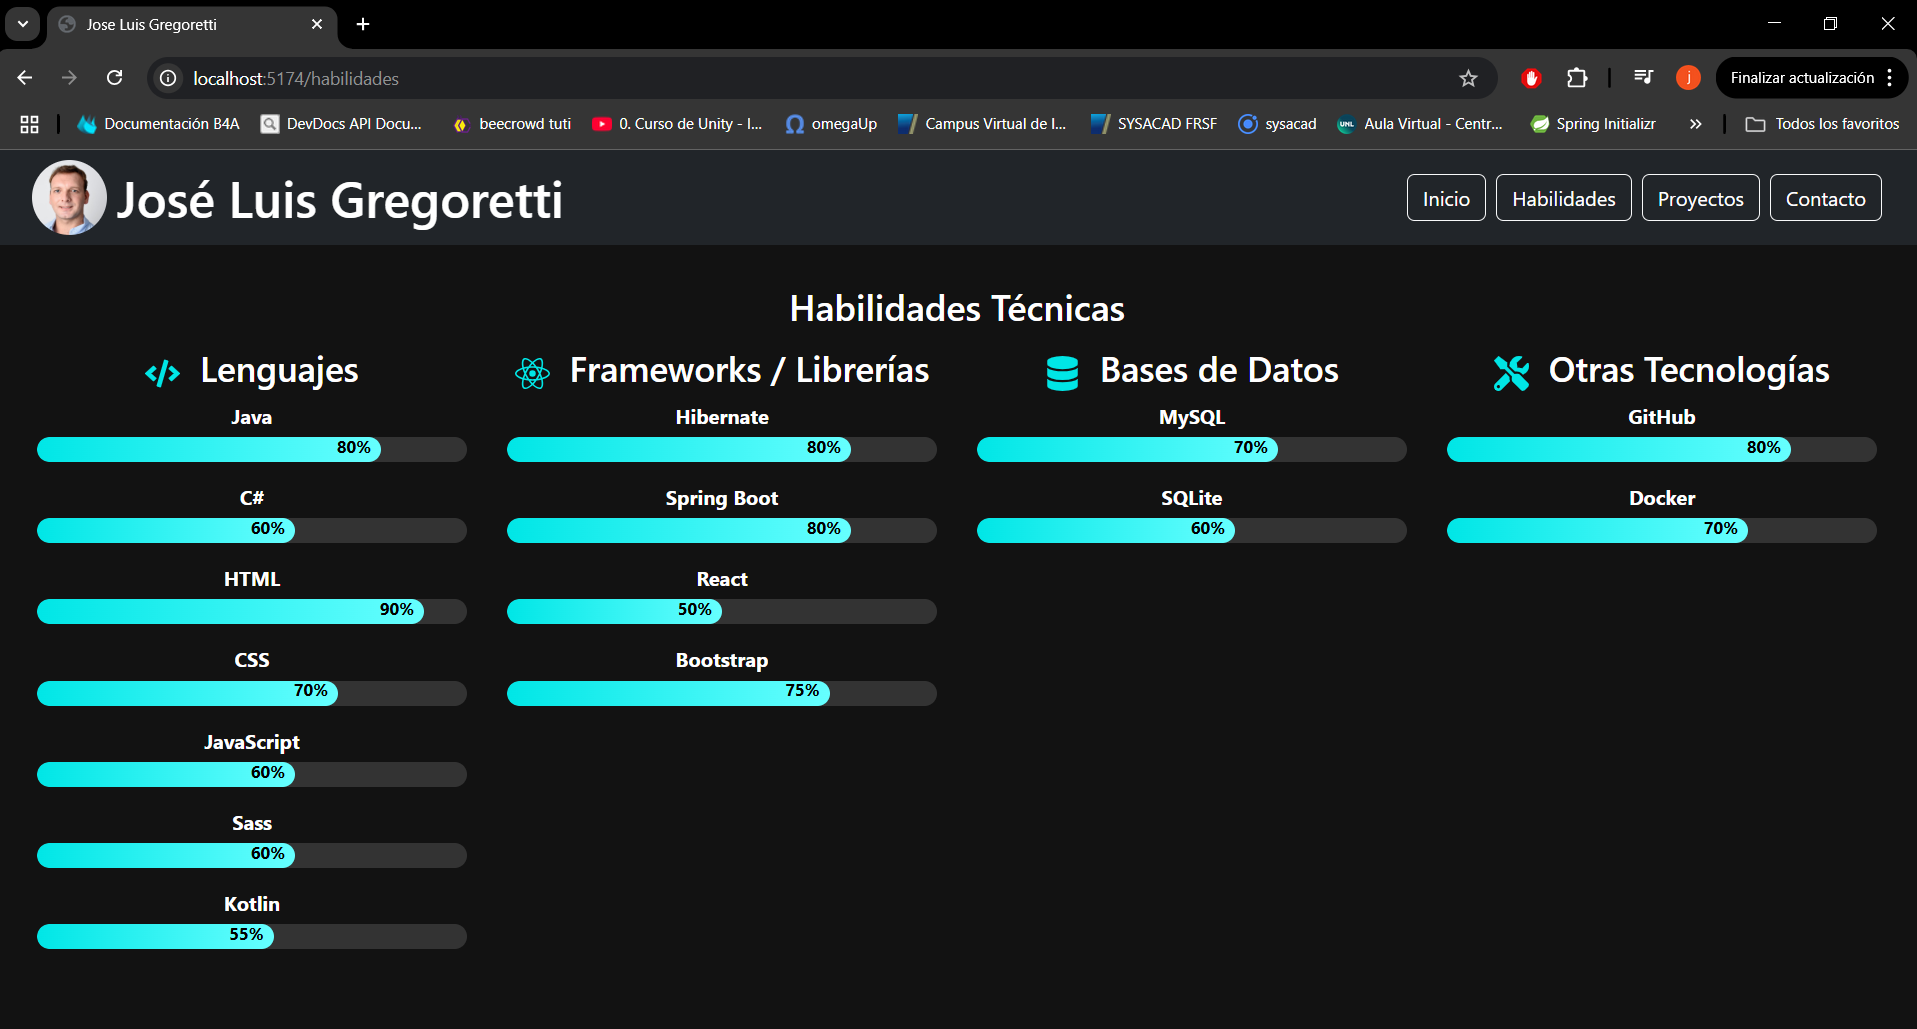 Jose Luis Gregoretti
localhost:5174/habilidades
j
Finalizar actualización
Documentación B4A
DevDocs API Docu...
beecrowd tuti
0. Curso de Unity - I...
omegaUp
Campus Virtual de I...
SYSACAD FRSF
sysacad
UNL
Aula Virtual - Centr...
Spring Initializr
Todos los favoritos
José Luis Gregoretti
Inicio
Habilidades
Proyectos
Contacto
Habilidades Técnicas
Lenguajes
Java
80%
C#
60%
HTML
90%
CSS
70%
JavaScript
60%
Sass
60%
Kotlin
55%
Frameworks / Librerías
Hibernate
80%
Spring Boot
80%
React
50%
Bootstrap
75%
Bases de Datos
MySQL
70%
SQLite
60%
Otras Tecnologías
GitHub
80%
Docker
70%